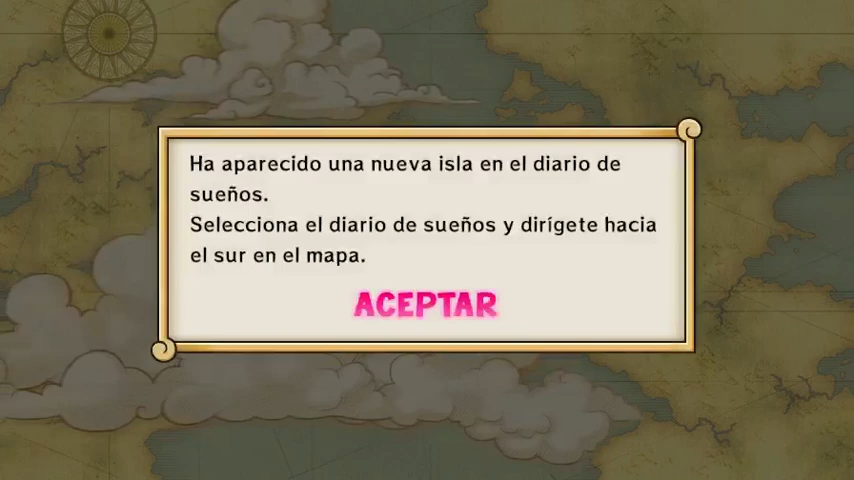 Ha aparecido una nueva isla en el diario de
sueños.
Selecciona el diario de sueños y dirígete hacia
el sur en el mapa.
ACEPTAR